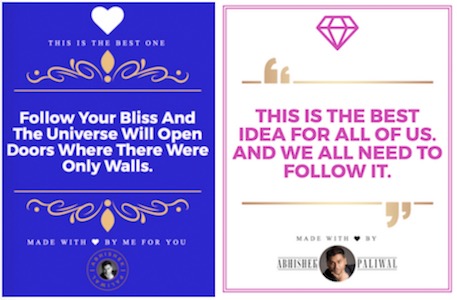 THIS IS THE BEST ONE
Follow Your Bliss And
The Universe Will Open
Doors Where There Were
Only Walls.
MADE WITH ♥ BY ME FOR YOU
“
THIS IS THE BEST
IDEA FOR ALL OF US.
AND WE ALL NEED TO
FOLLOW IT.
”
MADE WITH ♥ BY
ABHISHEK PALIWAL